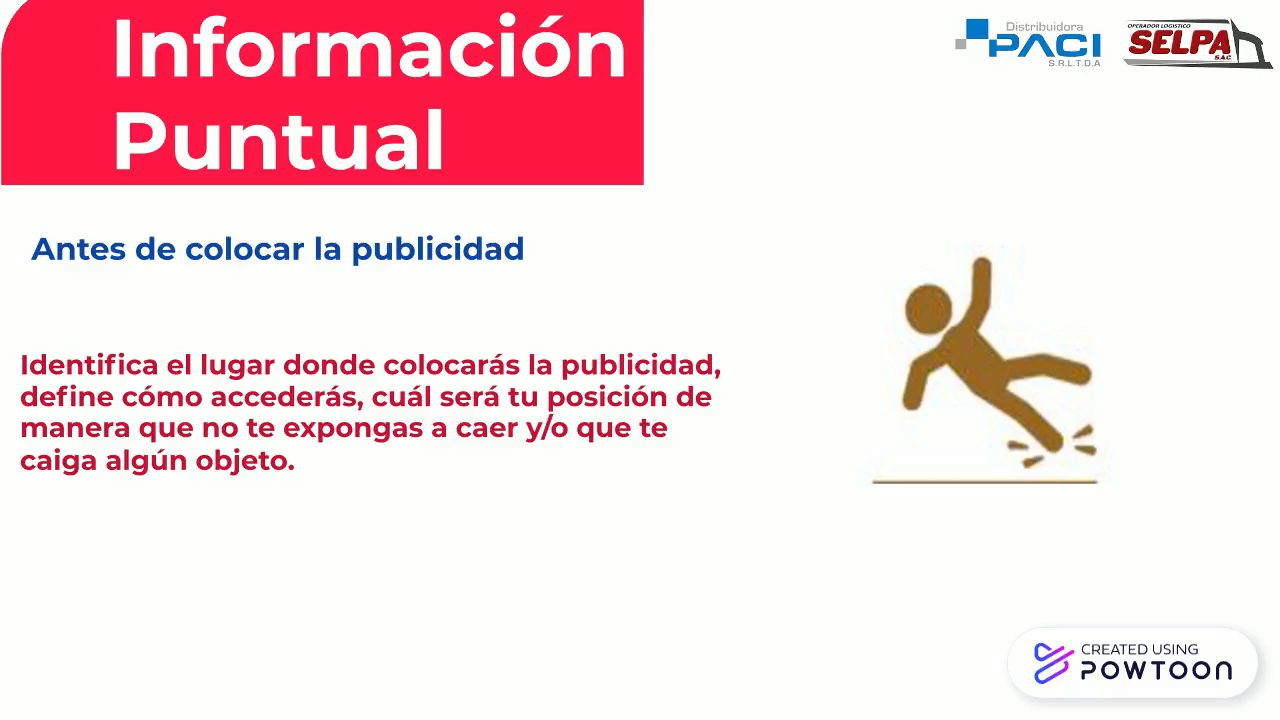 Información
Puntual
Distribuidora
PACI
S.R.L.T.D.A
OPERADOR LOGISTICO
SELPA
S.A.C.
Antes de colocar la publicidad
Identifica el lugar donde colocarás la publicidad,
define cómo accederás, cuál será tu posición de
manera que no te expongas a caer y/o que te
caiga algún objeto.
CREATED USING
POWTOON